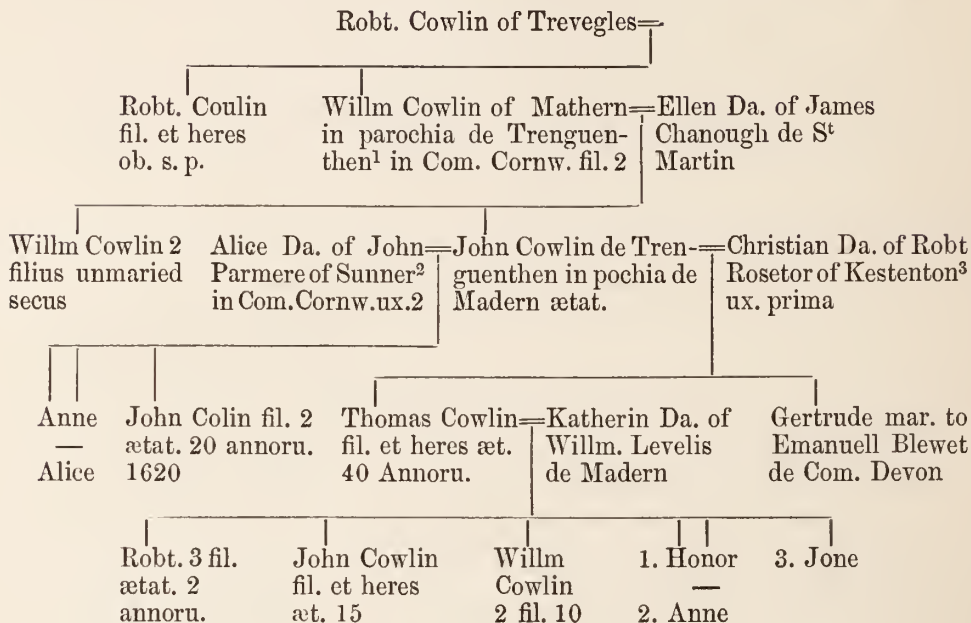 Robt. Cowlin of Trevegles
Robt. Coulin
fil. et heres
ob. s. p.
Willm Cowlin of Mathern
in parochia de Trenguen-
then¹ in Com. Cornw. fil. 2
Ellen Da. of James
Chanough de Sᵗ
Martin
Willm Cowlin 2
filius unmaried
secus
Alice Da. of John
Parmere of Sunner²
in Com. Cornw. ux. 2
John Cowlin de Tren-
guenthen in pochia de
Madern ætat.
Christian Da. of Robt
Rosetor of Kestenton³
ux. prima
Anne
—
Alice
John Colin fil. 2
ætat. 20 annoru.
1620
Thomas Cowlin
fil. et heres æt.
40 Annoru.
Katherin Da. of
Willm. Levelis
de Madern
Gertrude mar. to
Emanuell Blewet
de Com. Devon
Robt. 3 fil.
ætat. 2
annoru.
John Cowlin
fil. et heres
æt. 15
Willm
Cowlin
2 fil. 10
1. Honor
—
2. Anne
3. Jone